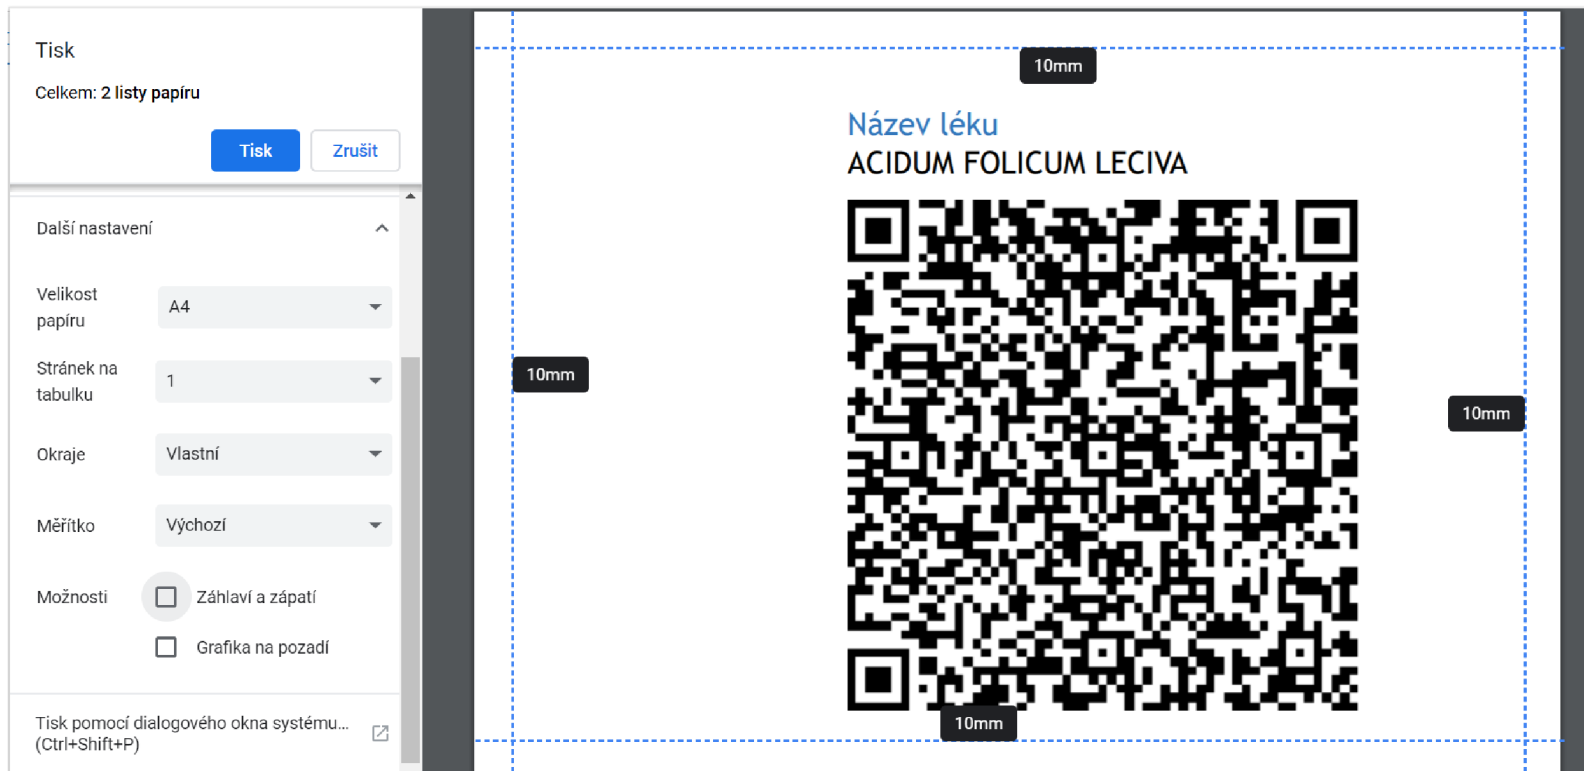 Tisk
Celkem: 2 listy papíru
Tisk
Zrušit
Další nastavení
Velikost
papíru
A4
Stránek na
tabulku
1
Okraje
Vlastní
Měřítko
Výchozí
Možnosti
Záhlaví a zápatí
Grafika na pozadí
Tisk pomocí dialogového okna systému...
(Ctrl+Shift+P)
10mm
Název léku
ACIDUM FOLICUM LECIVA
10mm
10mm
10mm